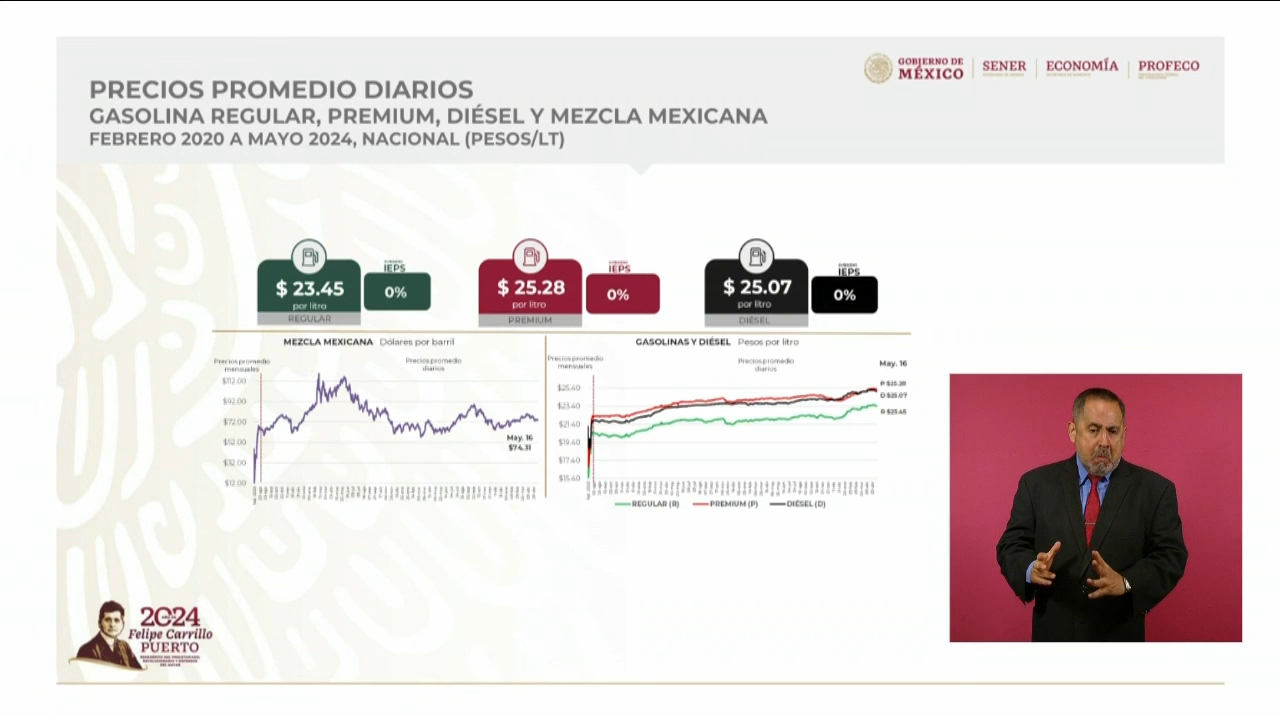 PRECIOS PROMEDIO DIARIOS
GASOLINA REGULAR, PREMIUM, DIÉSEL Y MEZCLA MEXICANA
FEBRERO 2020 A MAYO 2024, NACIONAL (PESOS/LT)
GOBIERNO DE
MÉXICO
SENER
ECONOMÍA
PROFECO
$ 23.45
por litro
REGULAR
IEPS
0%
$ 25.28
por litro
PREMIUM
IEPS
0%
$ 25.07
por litro
DIÉSEL
IEPS
0%
MEZCLA MEXICANA Dólares por barril
Precios promedio
mensuales
Precios promedio
diarios
$112.00
$92.00
$72.00
$52.00
$32.00
$12.00
May. 16
$74.31
GASOLINAS Y DIÉSEL Pesos por litro
Precios promedio
mensuales
Precios promedio
diarios
May. 16
$25.40
$23.40
$21.40
$19.40
$17.40
$15.40
P $25.28
D $25.07
R $23.45
REGULAR (R)
PREMIUM (P)
DIÉSEL (D)
2024
Felipe Carrillo
PUERTO